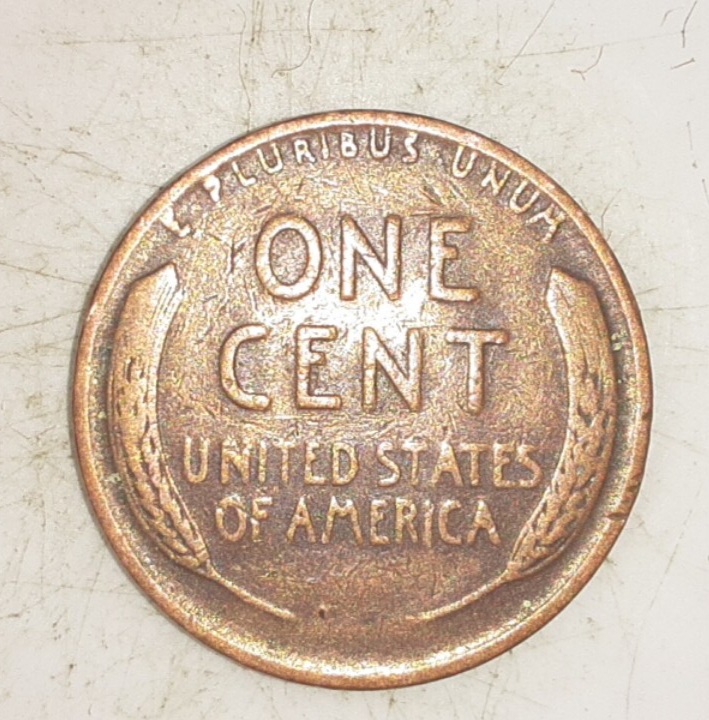 E·PLURIBUS·UNUM
ONE
CENT
UNITED STATES
OF AMERICA